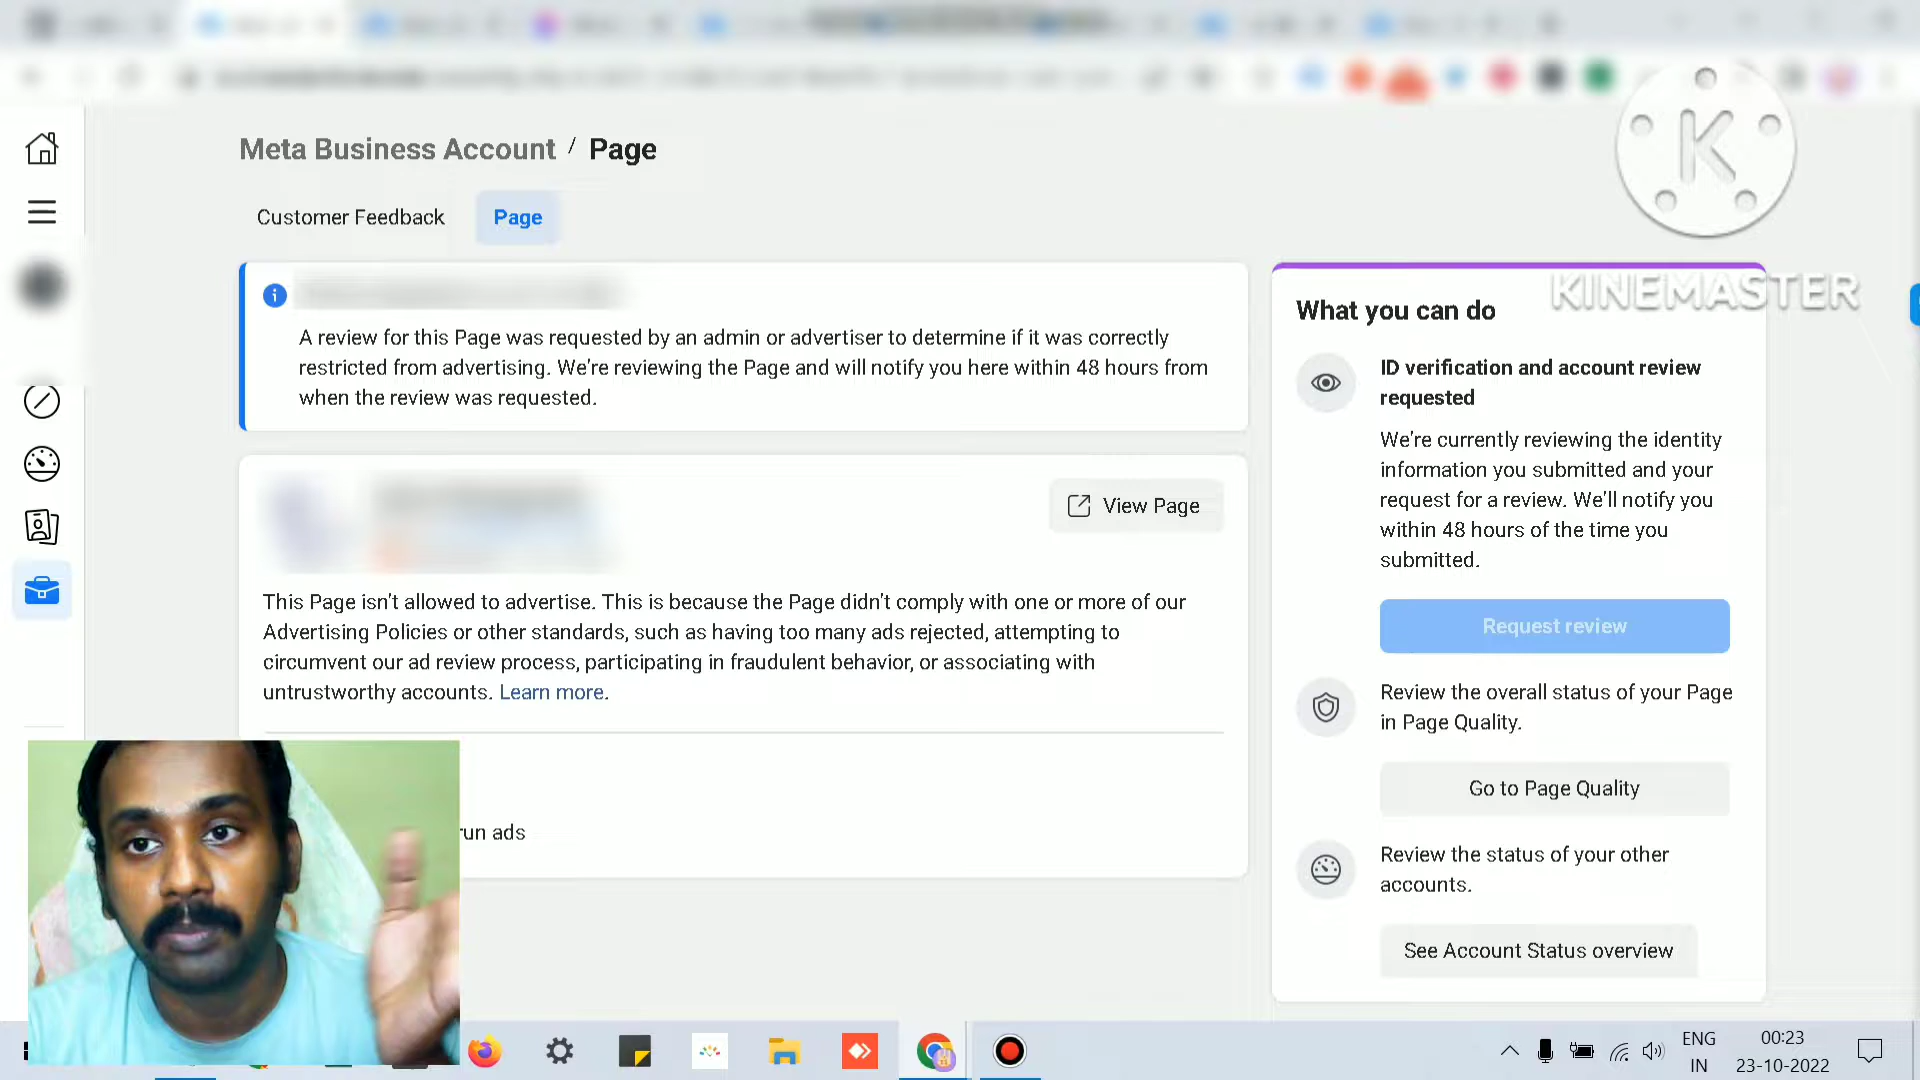 Meta Business Account / Page
Customer Feedback
Page
A review for this Page was requested by an admin or advertiser to determine if it was correctly
restricted from advertising. We're reviewing the Page and will notify you here within 48 hours from
when the review was requested.
View Page
This Page isn't allowed to advertise. This is because the Page didn't comply with one or more of our
Advertising Policies or other standards, such as having too many ads rejected, attempting to
circumvent our ad review process, participating in fraudulent behavior, or associating with
untrustworthy accounts. Learn more.
run ads
K
KINEMASTER
What you can do
ID verification and account review
requested
We're currently reviewing the identity
information you submitted and your
request for a review. We'll notify you
within 48 hours of the time you
submitted.
Request review
Review the overall status of your Page
in Page Quality.
Go to Page Quality
Review the status of your other
accounts.
See Account Status overview
ENG
IN
00:23
23-10-2022